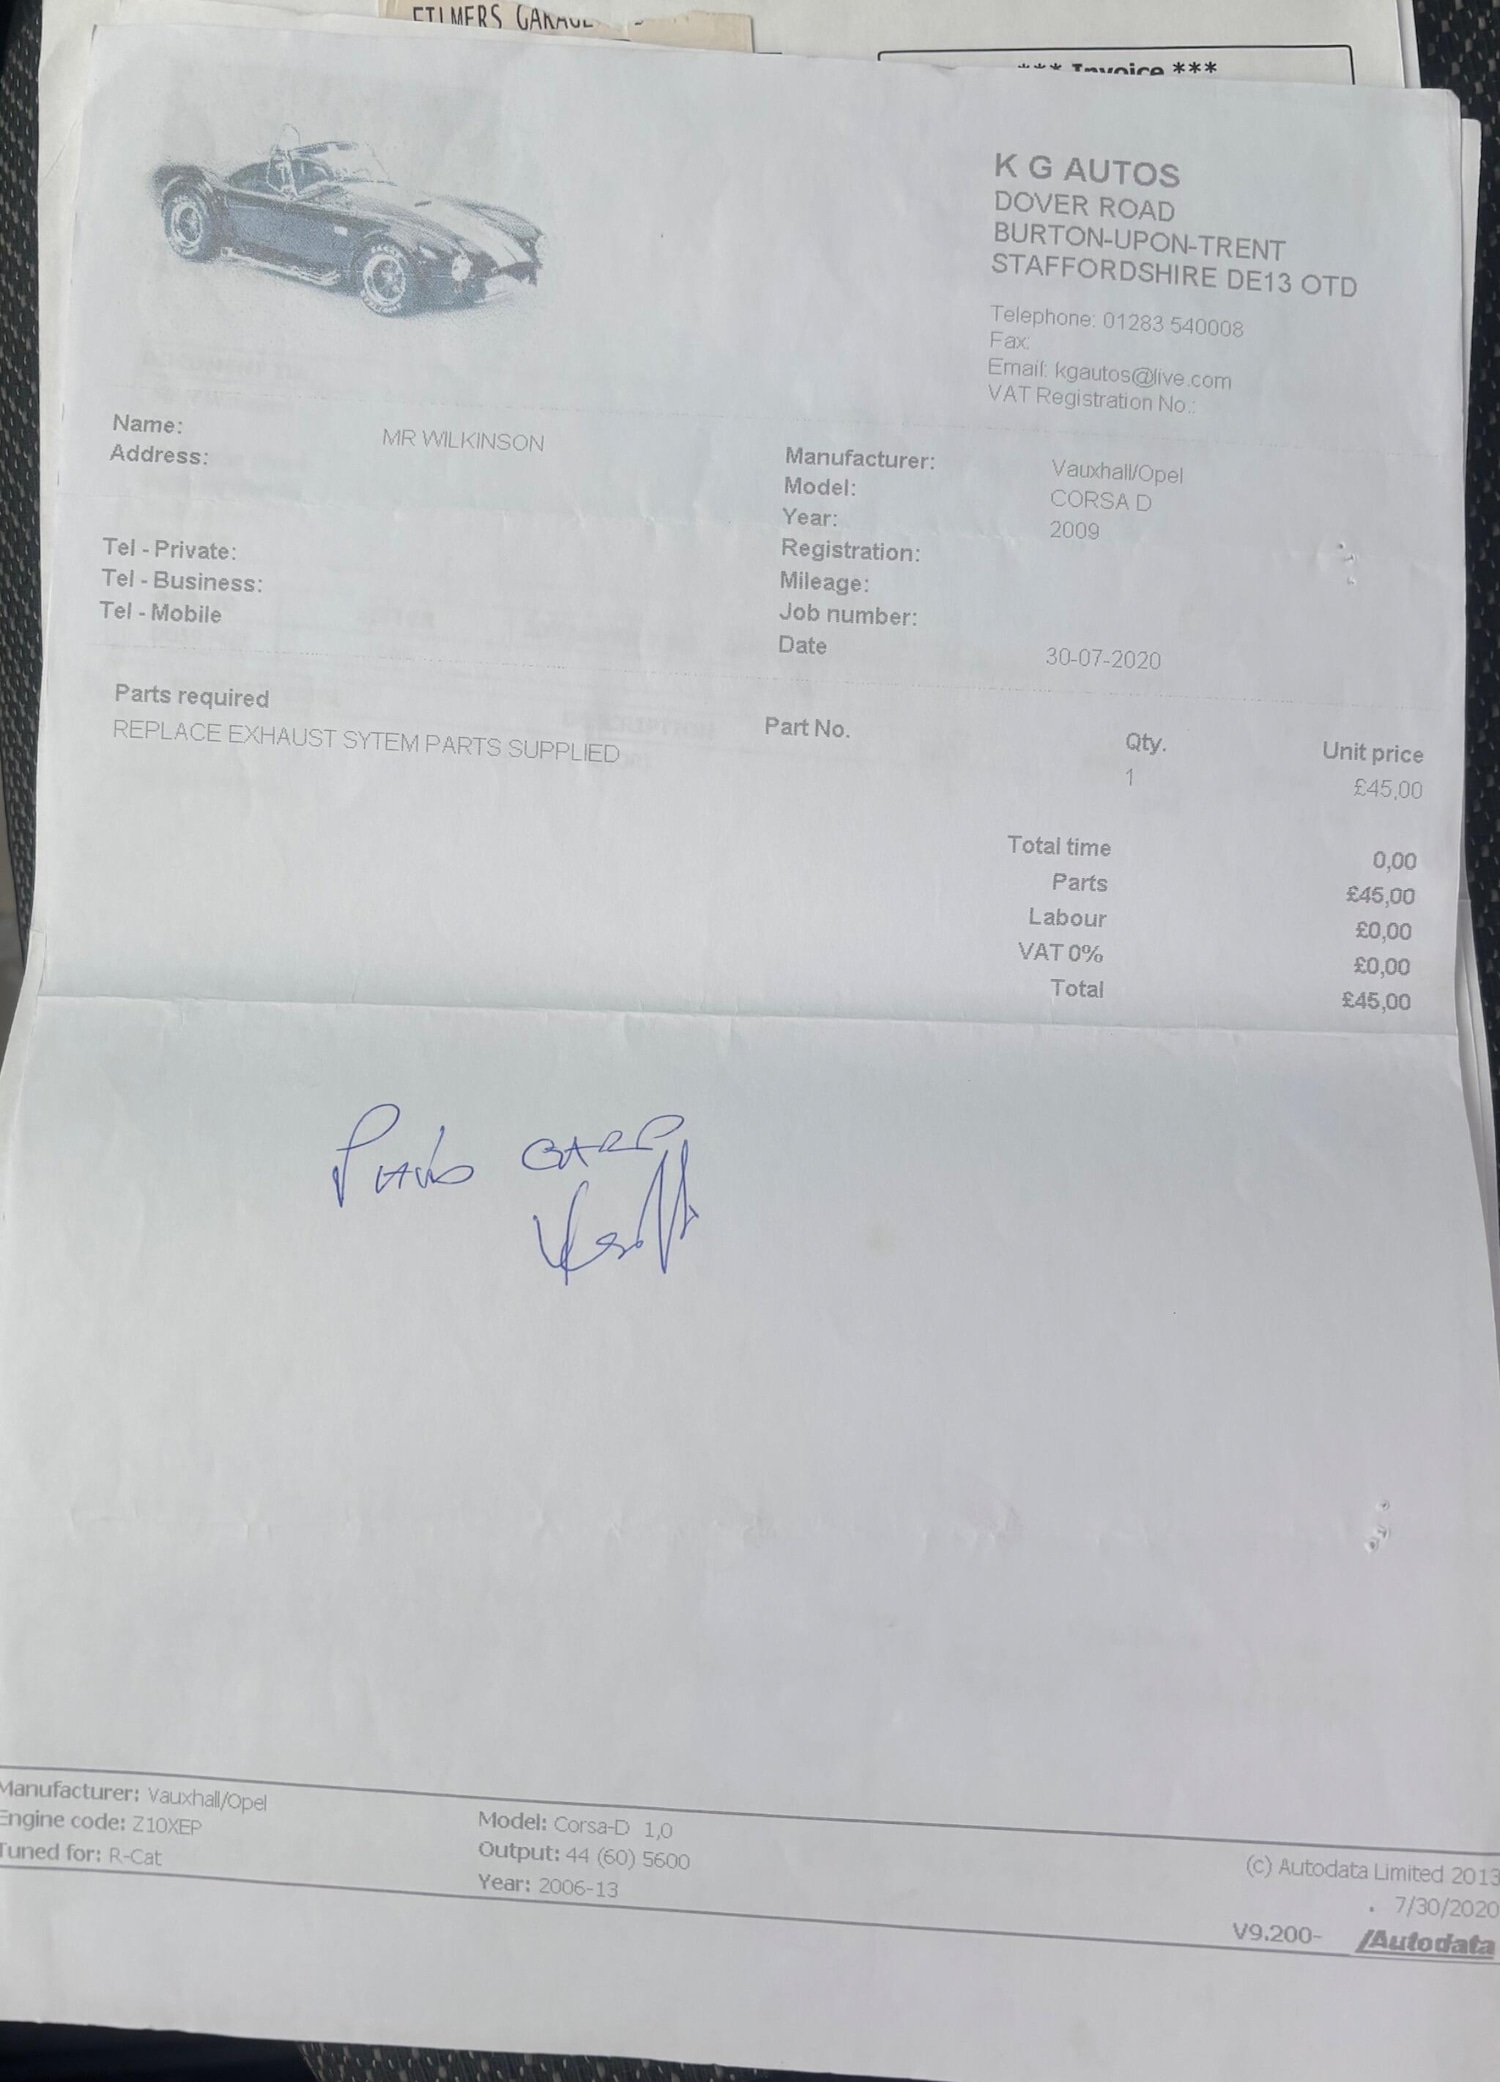 FILMERS GARAGE
*** Invoice ***
K G AUTOS
DOVER ROAD
BURTON-UPON-TRENT
STAFFORDSHIRE DE13 OTD
Telephone: 01283 540008
Fax:
Email: kgautos@live.com
VAT Registration No.:
Name: MR WILKINSON
Address:
Tel - Private:
Tel - Business:
Tel - Mobile
Manufacturer: Vauxhall/Opel
Model: CORSA D
Year: 2009
Registration:
Mileage:
Job number:
Date 30-07-2020
Parts required Part No. Qty. Unit price
REPLACE EXHAUST SYTEM PARTS SUPPLIED 1 £45,00
Total time 0,00
Parts £45,00
Labour £0,00
VAT 0% £0,00
Total £45,00
PAID CARD
Manufacturer: Vauxhall/Opel
Engine code: Z10XEP
Tuned for: R-Cat
Model: Corsa-D 1,0
Output: 44 (60) 5600
Year: 2006-13
(c) Autodata Limited 2013
7/30/2020
V9.200- /Autodata